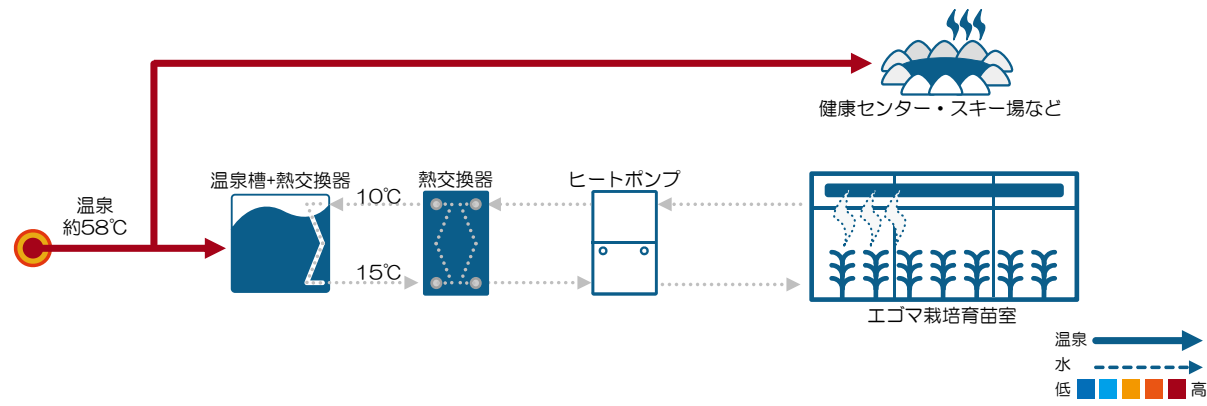 健康センター・スキー場など
温泉槽+熱交換器
熱交換器
ヒートポンプ
温泉
約58℃
10℃
15℃
エゴマ栽培育苗室
温泉
水
低
高